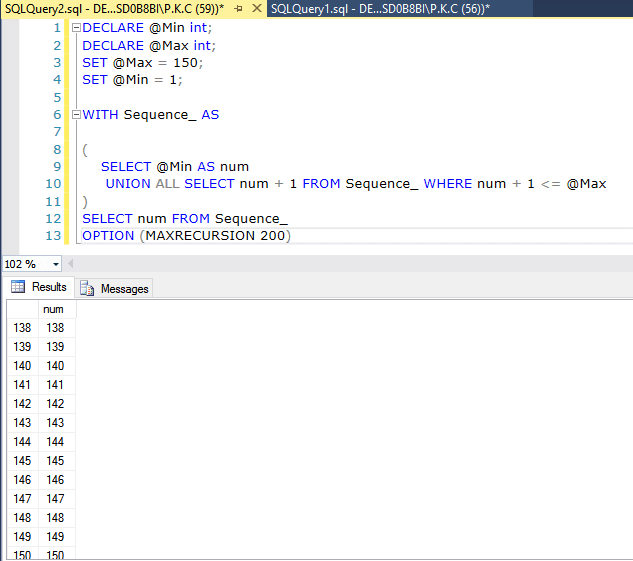 SQLQuery2.sql - DE...SD0B8BI\P.K.C (59))* SQLQuery1.sql - DE...SD0B8BI\P.K.C (56))*
1 DECLARE @Min int;
2 DECLARE @Max int;
3 SET @Max = 150;
4 SET @Min = 1;
5
6 WITH Sequence_ AS
7
8 (
9 SELECT @Min AS num
10 UNION ALL SELECT num + 1 FROM Sequence_ WHERE num + 1 <= @Max
11 )
12 SELECT num FROM Sequence_
13 OPTION (MAXRECURSION 200)
102 %
Results Messages
num
138 138
139 139
140 140
141 141
142 142
143 143
144 144
145 145
146 146
147 147
148 148
149 149
150 150